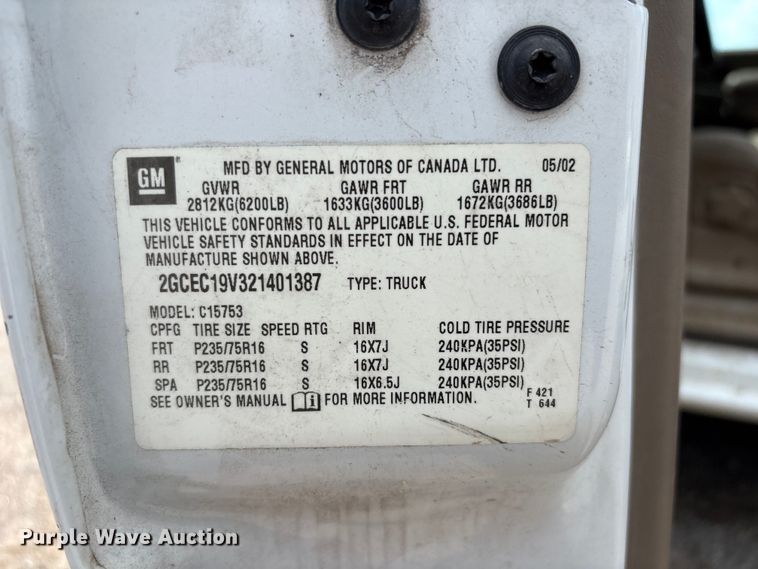 GM
MFD BY GENERAL MOTORS OF CANADA LTD. 05/02
GVWR GAWR FRT GAWR RR
2812KG(6200LB) 1633KG(3600LB) 1672KG(3686LB)
THIS VEHICLE CONFORMS TO ALL APPLICABLE U.S. FEDERAL MOTOR
VEHICLE SAFETY STANDARDS IN EFFECT ON THE DATE OF
MANUFACTURE SHOWN ABOVE.
2GCEC19V321401387 TYPE: TRUCK
MODEL: C15753
CPFG TIRE SIZE SPEED RTG RIM COLD TIRE PRESSURE
FRT P235/75R16 S 16X7J 240KPA(35PSI)
RR P235/75R16 S 16X7J 240KPA(35PSI)
SPA P235/75R16 S 16X6.5J 240KPA(35PSI)
SEE OWNER'S MANUAL FOR MORE INFORMATION.
F 421
T 644
Purple Wave Auction